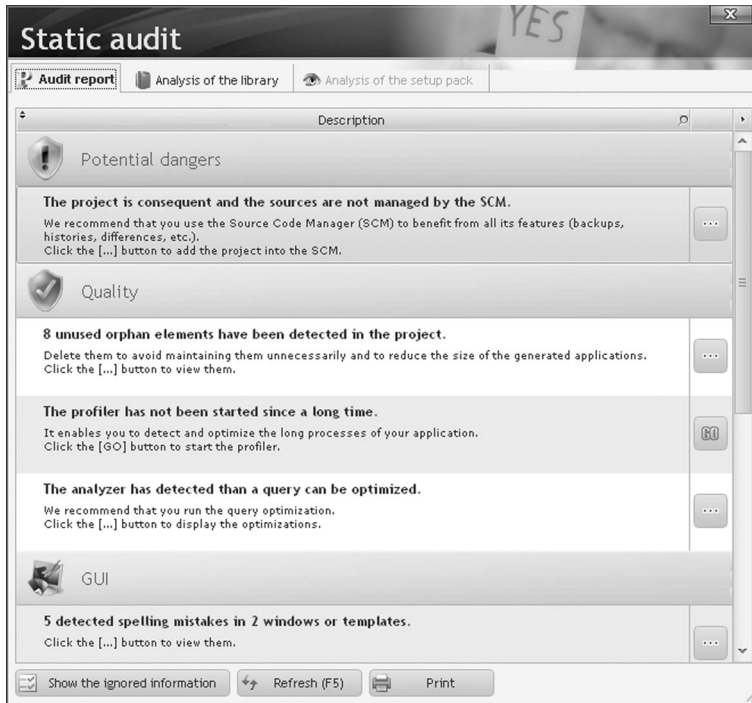 YES
Static audit
Audit report
Analysis of the library
Analysis of the setup pack
Description
Potential dangers
The project is consequent and the sources are not managed by the SCM.
We recommend that you use the Source Code Manager (SCM) to benefit from all its features (backups,
histories, differences, etc.).
Click the [...] button to add the project into the SCM.
...
Quality
8 unused orphan elements have been detected in the project.
Delete them to avoid maintaining them unnecessarily and to reduce the size of the generated applications.
Click the [...] button to view them.
...
The profiler has not been started since a long time.
It enables you to detect and optimize the long processes of your application.
Click the [GO] button to start the profiler.
GO
The analyzer has detected than a query can be optimized.
We recommend that you run the query optimization.
Click the [...] button to display the optimizations.
...
GUI
5 detected spelling mistakes in 2 windows or templates.
Click the [...] button to view them.
...
Show the ignored information
Refresh (F5)
Print